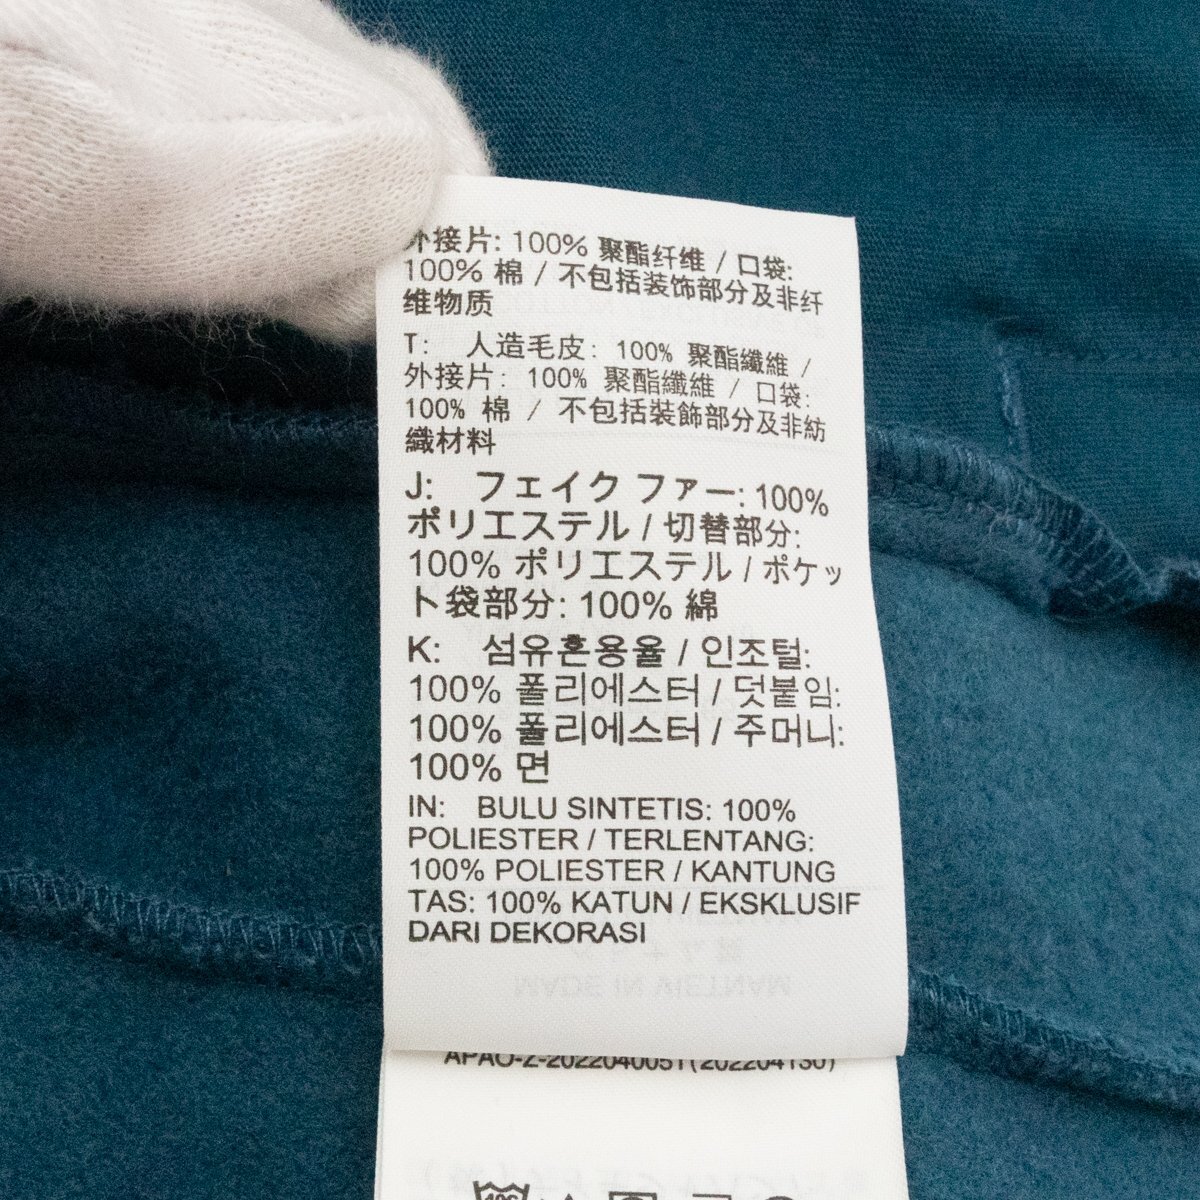 外接片: 100% 聚酯纤维 / 口袋:
100% 棉 / 不包括装饰部分及非纤
维物质
T: 人造毛皮: 100% 聚酯纖維 /
外接片: 100% 聚酯纖維 / 口袋:
100% 棉 / 不包括裝飾部分及非紡
織材料
J: フェイク ファー: 100%
ポリエステル / 切替部分:
100% ポリエステル / ポケッ
ト袋部分: 100% 綿
K: 섬유혼용율 / 인조털:
100% 폴리에스터 / 덧붙임:
100% 폴리에스터 / 주머니:
100% 면
IN: BULU SINTETIS: 100%
POLIESTER / TERLENTANG:
100% POLIESTER / KANTUNG
TAS: 100% KATUN / EKSKLUSIF
DARI DEKORASI
MADE IN VIETNAM
APAO-Z-2022040051(202204130)